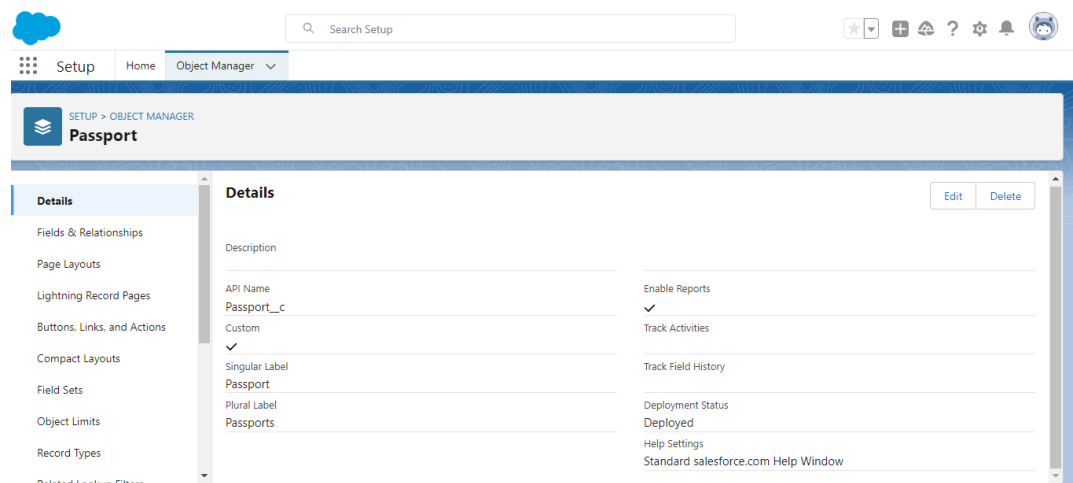 Search Setup
Setup
Home
Object Manager
SETUP > OBJECT MANAGER
Passport
Details
Fields & Relationships
Page Layouts
Lightning Record Pages
Buttons, Links, and Actions
Compact Layouts
Field Sets
Object Limits
Record Types
Related Lookup Filters
Details
Edit
Delete
Description
API Name
Passport__c
Custom
Singular Label
Passport
Plural Label
Passports
Enable Reports
Track Activities
Track Field History
Deployment Status
Deployed
Help Settings
Standard salesforce.com Help Window